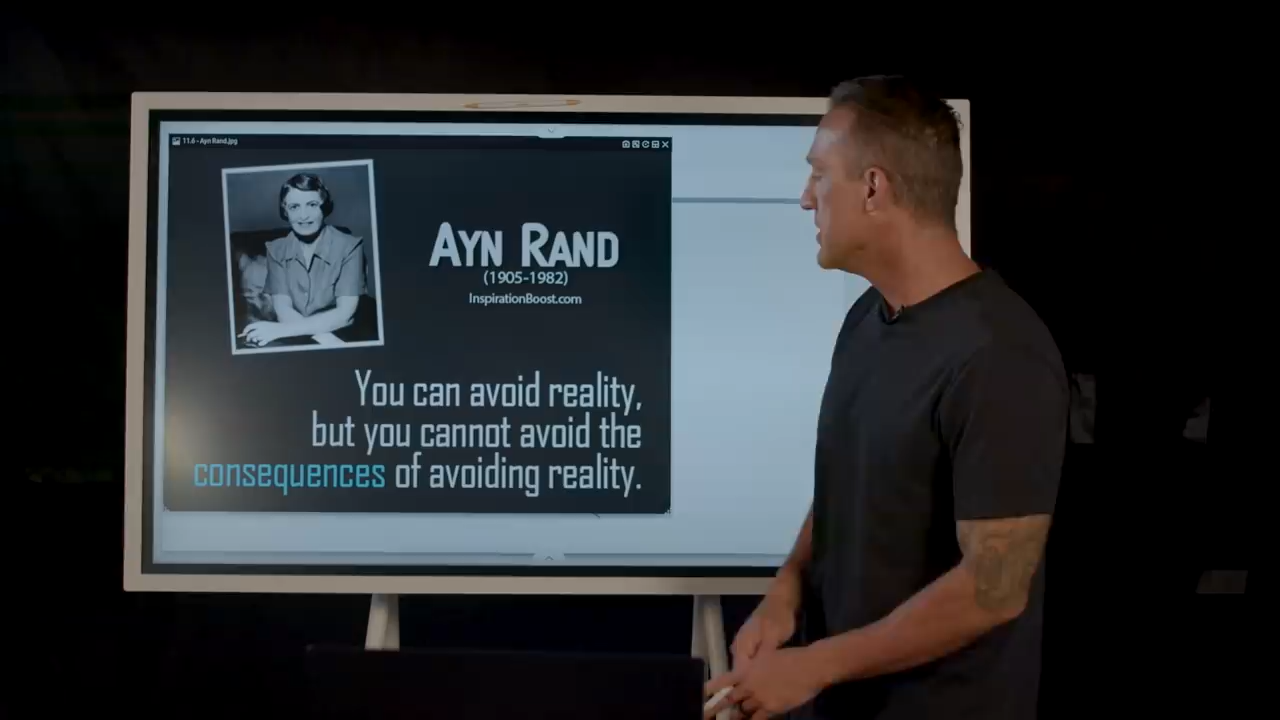 11.6 - Ayn Rand.jpg
AYN RAND
(1905-1982)
InspirationBoost.com
You can avoid reality,
but you cannot avoid the
consequences of avoiding reality.